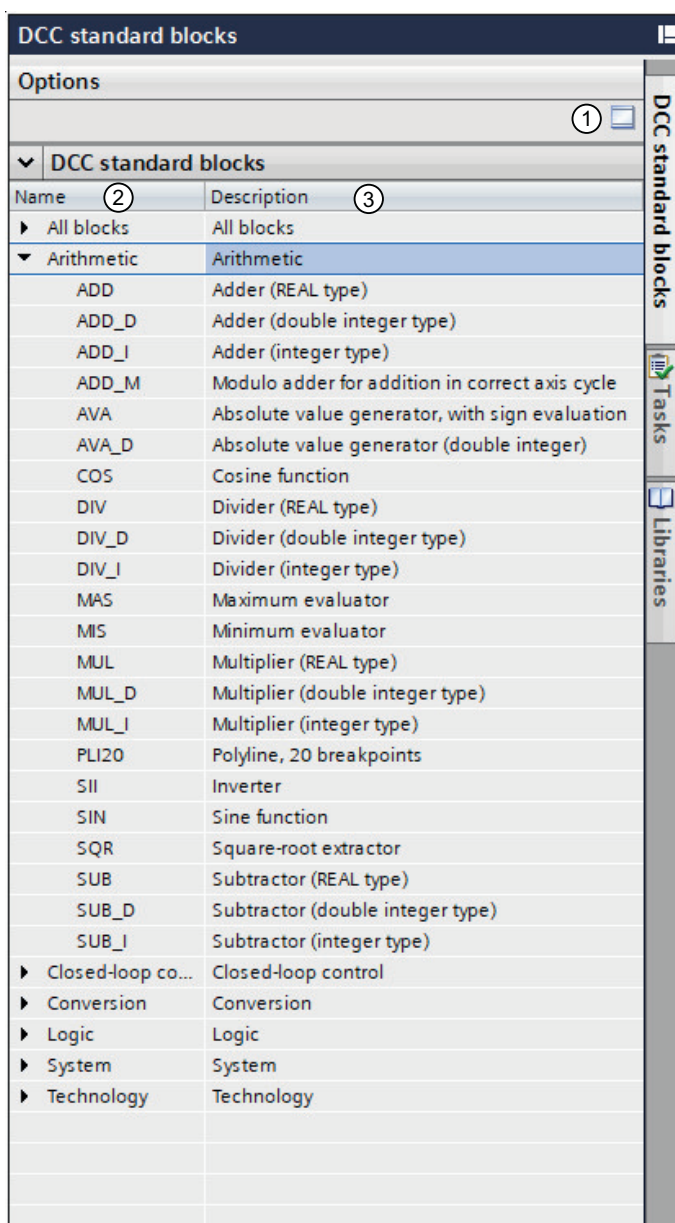 DCC standard blocks
Options
1
DCC standard blocks
Name 2 Description 3
All blocks All blocks
Arithmetic Arithmetic
ADD Adder (REAL type)
ADD_D Adder (double integer type)
ADD_I Adder (integer type)
ADD_M Modulo adder for addition in correct axis cycle
AVA Absolute value generator, with sign evaluation
AVA_D Absolute value generator (double integer)
COS Cosine function
DIV Divider (REAL type)
DIV_D Divider (double integer type)
DIV_I Divider (integer type)
MAS Maximum evaluator
MIS Minimum evaluator
MUL Multiplier (REAL type)
MUL_D Multiplier (double integer type)
MUL_I Multiplier (integer type)
PLI20 Polyline, 20 breakpoints
SII Inverter
SIN Sine function
SQR Square-root extractor
SUB Subtractor (REAL type)
SUB_D Subtractor (double integer type)
SUB_I Subtractor (integer type)
Closed-loop co... Closed-loop control
Conversion Conversion
Logic Logic
System System
Technology Technology
DCC standard blocks
Tasks
Libraries